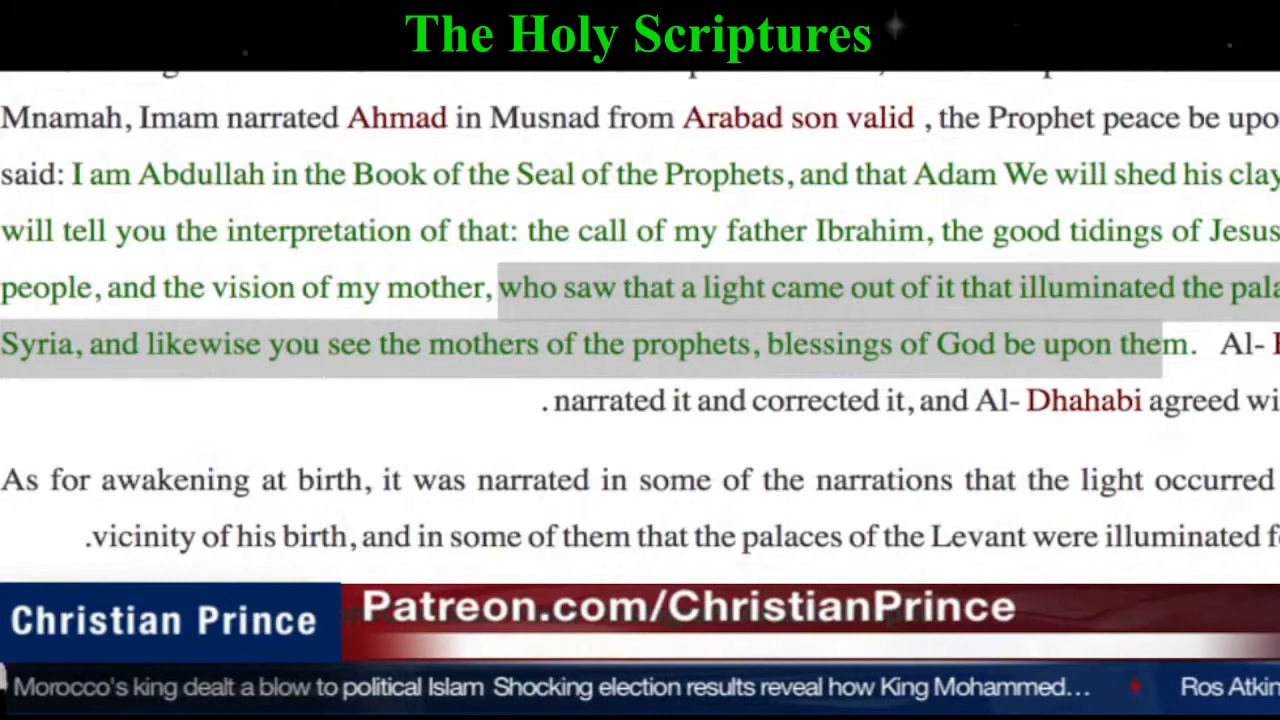 The Holy Scriptures
Mnamah, Imam narrated Ahmad in Musnad from Arabad son valid , the Prophet peace be upo
said: I am Abdullah in the Book of the Seal of the Prophets, and that Adam We will shed his clay
will tell you the interpretation of that: the call of my father Ibrahim, the good tidings of Jesus
people, and the vision of my mother, who saw that a light came out of it that illuminated the pala
Syria, and likewise you see the mothers of the prophets, blessings of God be upon them. Al-
. narrated it and corrected it, and Al- Dhahabi agreed wi
As for awakening at birth, it was narrated in some of the narrations that the light occurred
.vicinity of his birth, and in some of them that the palaces of the Levant were illuminated f
Christian Prince
Patreon.com/ChristianPrince
Morocco's king dealt a blow to political Islam Shocking election results reveal how King Mohammed... Ros Atkin